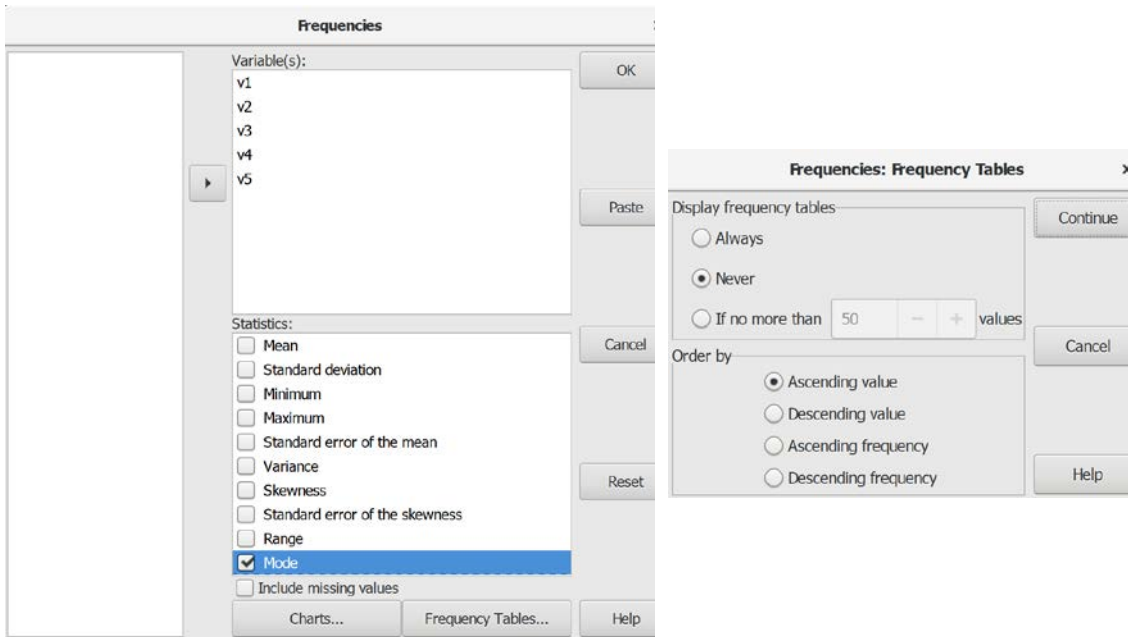 Frequencies
Variable(s):
v1
v2
v3
v4
v5
OK
Paste
Cancel
Reset
Help
Statistics:
Mean
Standard deviation
Minimum
Maximum
Standard error of the mean
Variance
Skewness
Standard error of the skewness
Range
Mode
Include missing values
Charts...
Frequency Tables...
Frequencies: Frequency Tables
Display frequency tables
Always
Never
If no more than 50 values
Order by
Ascending value
Descending value
Ascending frequency
Descending frequency
Continue
Cancel
Help